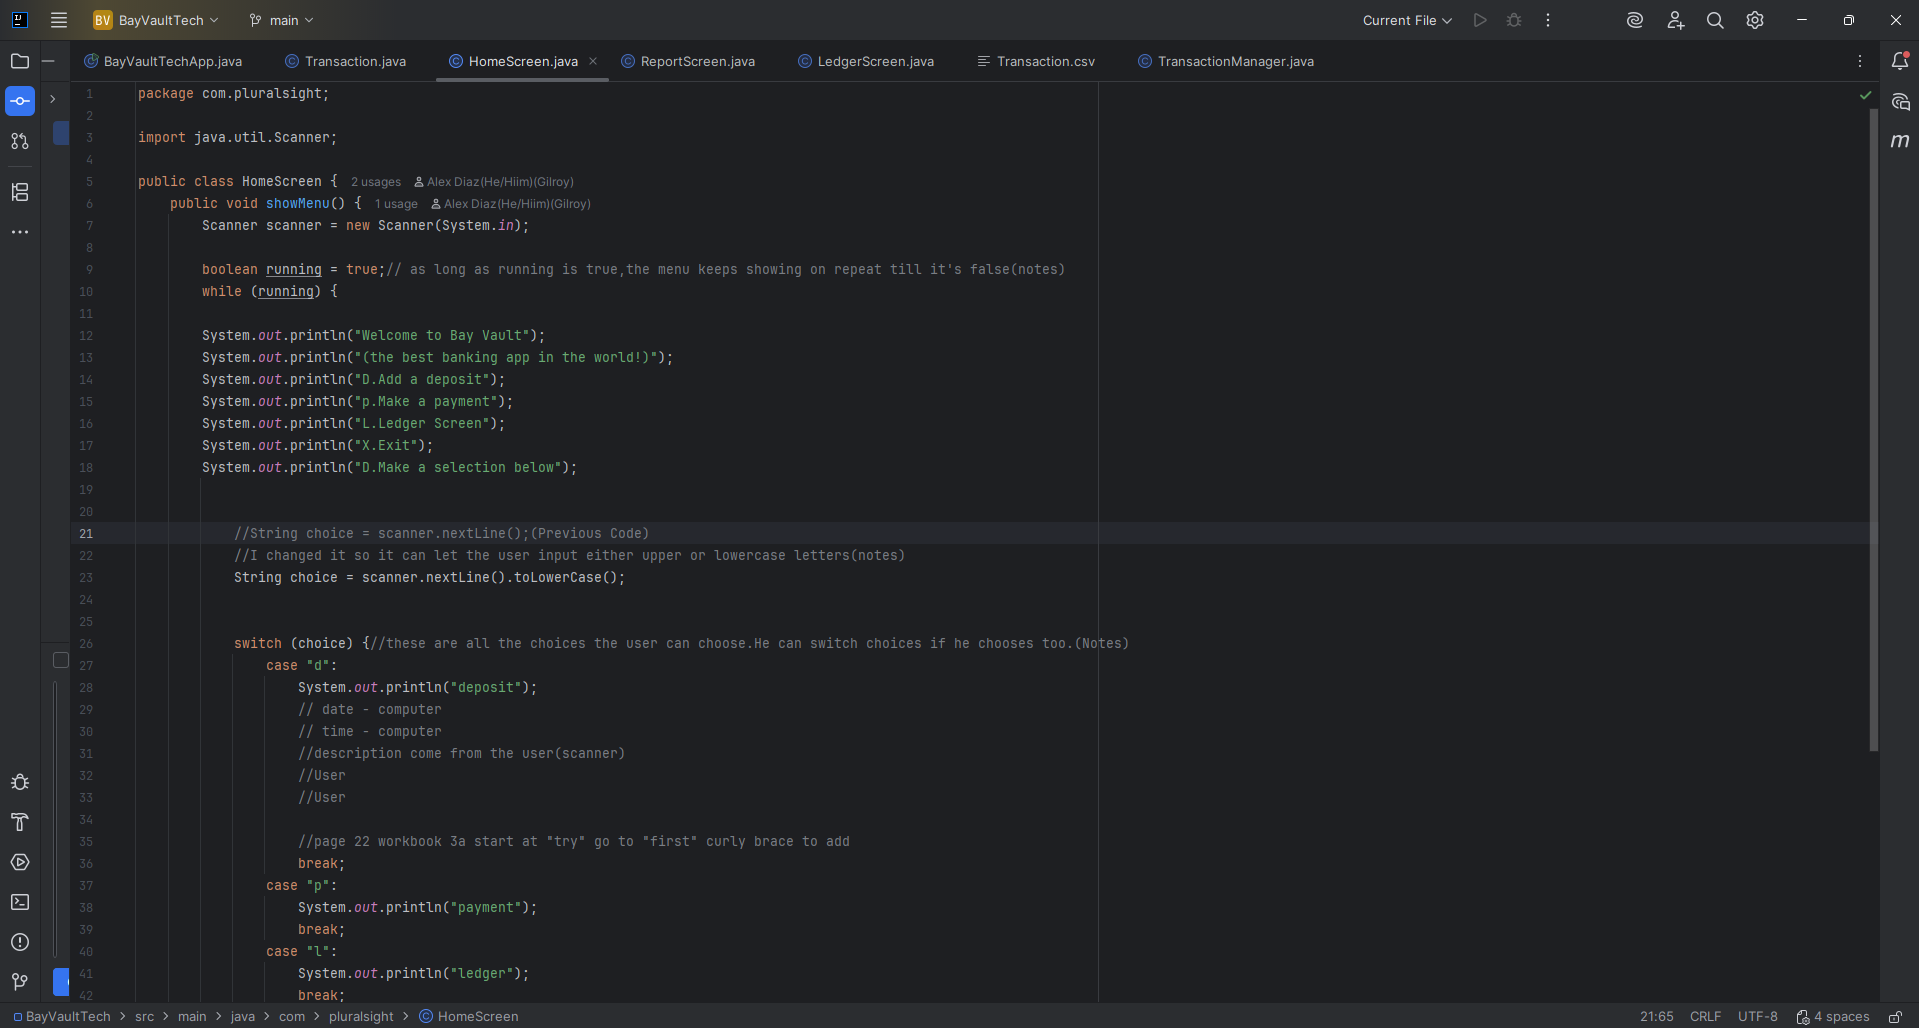 BV BayVaultTech main Current File
BayVaultTechApp.java Transaction.java HomeScreen.java ReportScreen.java LedgerScreen.java Transaction.csv TransactionManager.java
1 package com.pluralsight;
2
3 import java.util.Scanner;
4
5 public class HomeScreen { 2 usages Alex Diaz(He/Hiim)(Gilroy)
6 public void showMenu() { 1 usage Alex Diaz(He/Hiim)(Gilroy)
7 Scanner scanner = new Scanner(System.in);
8
9 boolean running = true;// as long as running is true,the menu keeps showing on repeat till it's false(notes)
10 while (running) {
11
12 System.out.println("Welcome to Bay Vault");
13 System.out.println("(the best banking app in the world!)");
14 System.out.println("D.Add a deposit");
15 System.out.println("p.Make a payment");
16 System.out.println("L.Ledger Screen");
17 System.out.println("X.Exit");
18 System.out.println("D.Make a selection below");
19
20
21 //String choice = scanner.nextLine();(Previous Code)
22 //I changed it so it can let the user input either upper or lowercase letters(notes)
23 String choice = scanner.nextLine().toLowerCase();
24
25
26 switch (choice) {//these are all the choices the user can choose.He can switch choices if he chooses too.(Notes)
27 case "d":
28 System.out.println("deposit");
29 // date - computer
30 // time - computer
31 //description come from the user(scanner)
32 //User
33 //User
34
35 //page 22 workbook 3a start at "try" go to "first" curly brace to add
36 break;
37 case "p":
38 System.out.println("payment");
39 break;
40 case "l":
41 System.out.println("ledger");
42 break;
BayVaultTech > src > main > java > com > pluralsight > HomeScreen 21:65 CRLF UTF-8 4 spaces